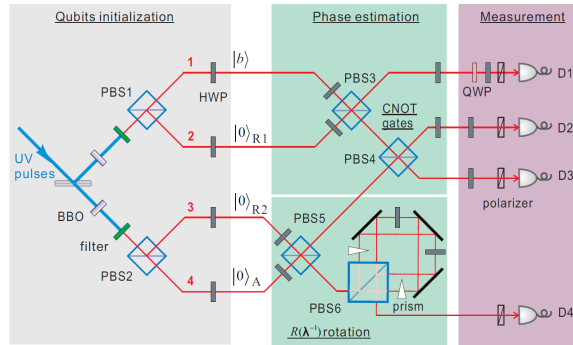 Qubits initialization
Phase estimation
Measurement
1
|b⟩
PBS1
HWP
PBS3
QWP
D1
2
|0⟩R1
CNOT
gates
PBS4
D2
UV
pulses
D3
BBO
3
|0⟩R2
polarizer
filter
PBS5
PBS2
4
|0⟩A
PBS6
prism
D4
R(λ⁻¹)rotation